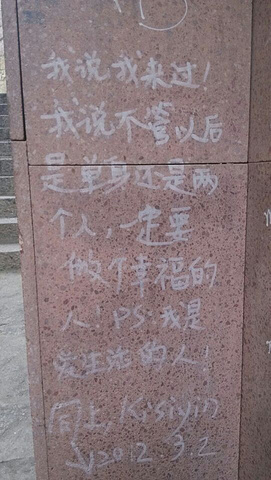 我说我来过！
我说不管以后
是单身还是两
个人，一定要
做个幸福的
人！PS：我是
爱生活的人！
同上，Kisiyin
2012 3.2